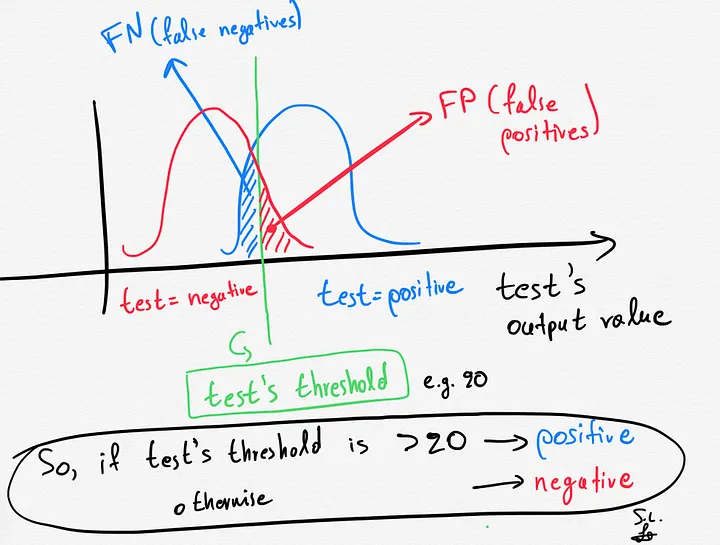 FN (false negatives)
FP (false
positives)
test = negative
test = positive
test's
output value
test's threshold
e.g. 20
So, if test's threshold is >20 → positive
otherwise → negative
S.L.